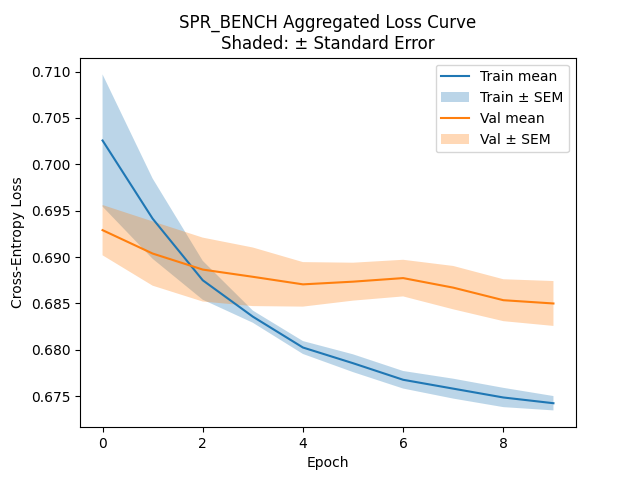 SPR_BENCH Aggregated Loss Curve
Shaded: ± Standard Error
Train mean
Train ± SEM
Val mean
Val ± SEM
Cross-Entropy Loss
0.710
0.705
0.700
0.695
0.690
0.685
0.680
0.675
0 2 4 6 8
Epoch